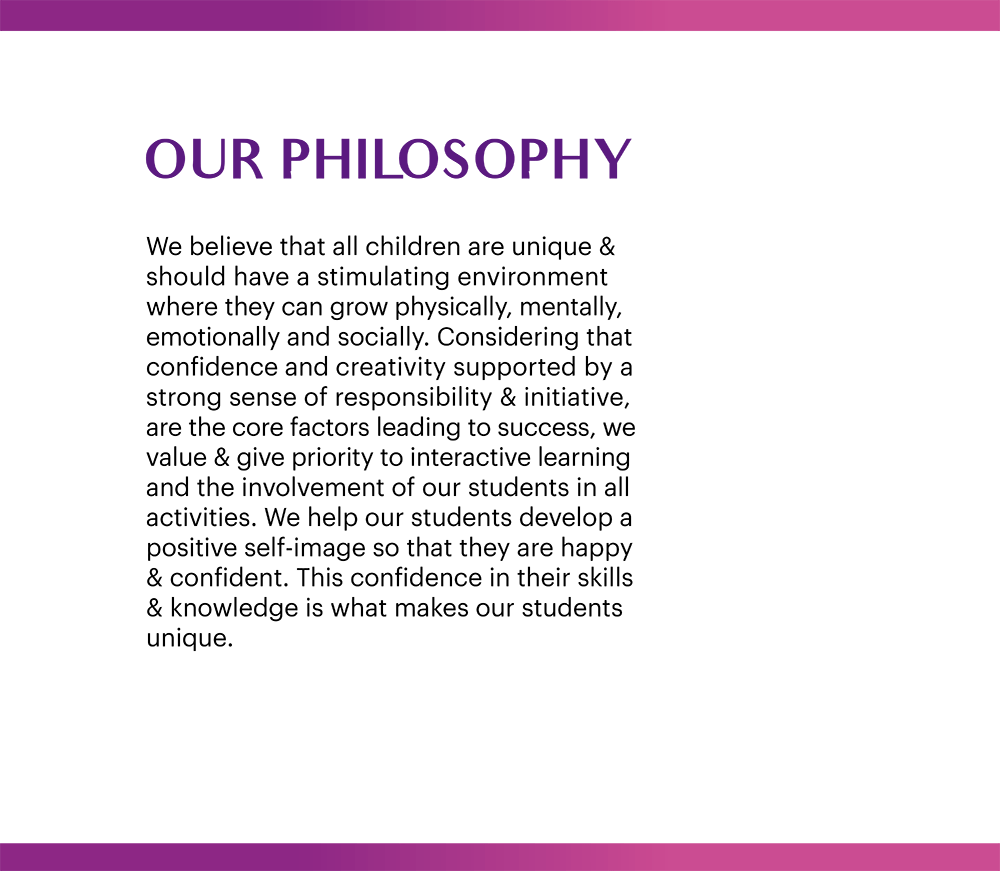 OUR PHILOSOPHY
We believe that all children are unique &
should have a stimulating environment
where they can grow physically, mentally,
emotionally and socially. Considering that
confidence and creativity supported by a
strong sense of responsibility & initiative,
are the core factors leading to success, we
value & give priority to interactive learning
and the involvement of our students in all
activities. We help our students develop a
positive self-image so that they are happy
& confident. This confidence in their skills
& knowledge is what makes our students
unique.